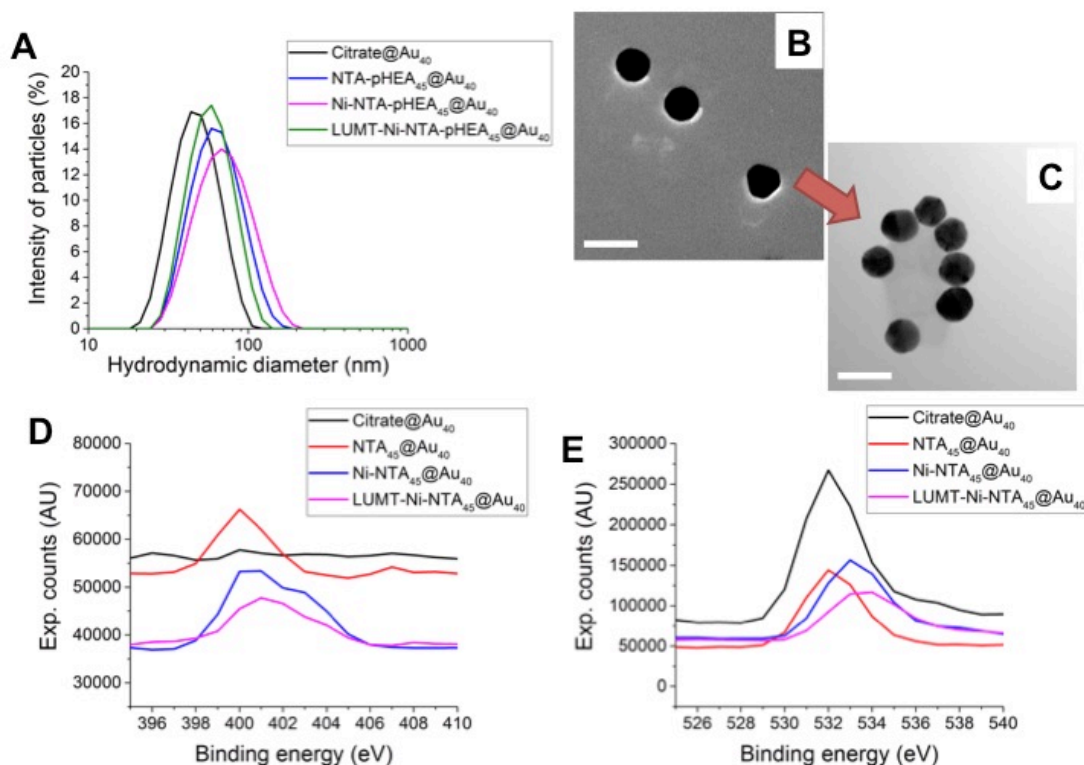 A
Citrate@Au₄₀
NTA-pHEA₄₅@Au₄₀
Ni-NTA-pHEA₄₅@Au₄₀
LUMT-Ni-NTA-pHEA₄₅@Au₄₀
Intensity of particles (%)
20
18
16
14
12
10
8
6
4
2
0
10 100 1000
Hydrodynamic diameter (nm)
B
C
D
Citrate@Au₄₀
NTA₄₅@Au₄₀
Ni-NTA₄₅@Au₄₀
LUMT-Ni-NTA₄₅@Au₄₀
Exp. counts (AU)
80000
70000
60000
50000
40000
30000
396 398 400 402 404 406 408 410
Binding energy (eV)
E
Citrate@Au₄₀
NTA₄₅@Au₄₀
Ni-NTA₄₅@Au₄₀
LUMT-Ni-NTA₄₅@Au₄₀
Exp. counts (AU)
300000
250000
200000
150000
100000
50000
0
526 528 530 532 534 536 538 540
Binding energy (eV)